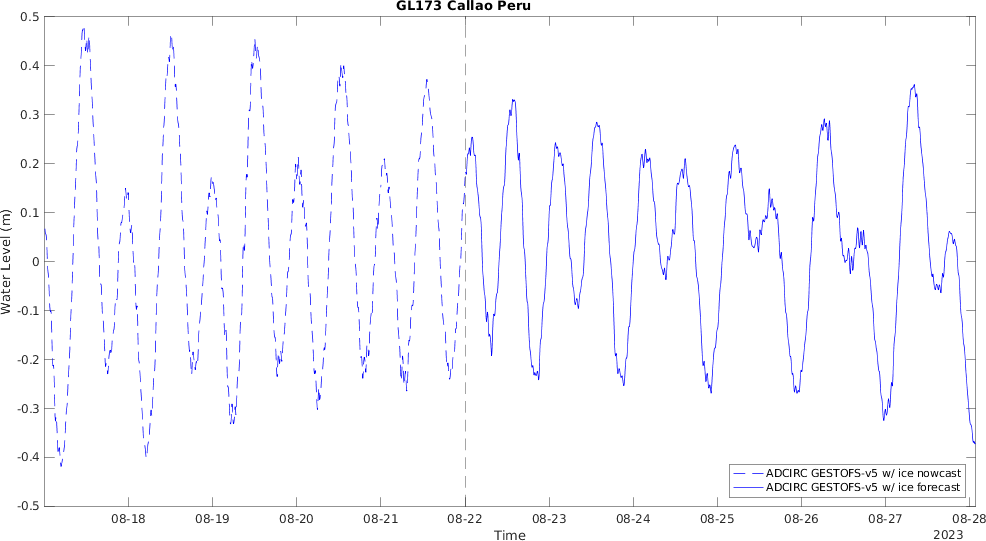 GL173 Callao Peru
0.5
0.4
0.3
0.2
0.1
0
-0.1
-0.2
-0.3
-0.4
-0.5
Water Level (m)
ADCIRC GESTOFS-v5 w/ ice nowcast
ADCIRC GESTOFS-v5 w/ ice forecast
08-18 08-19 08-20 08-21 08-22 08-23 08-24 08-25 08-26 08-27 08-28
Time
2023